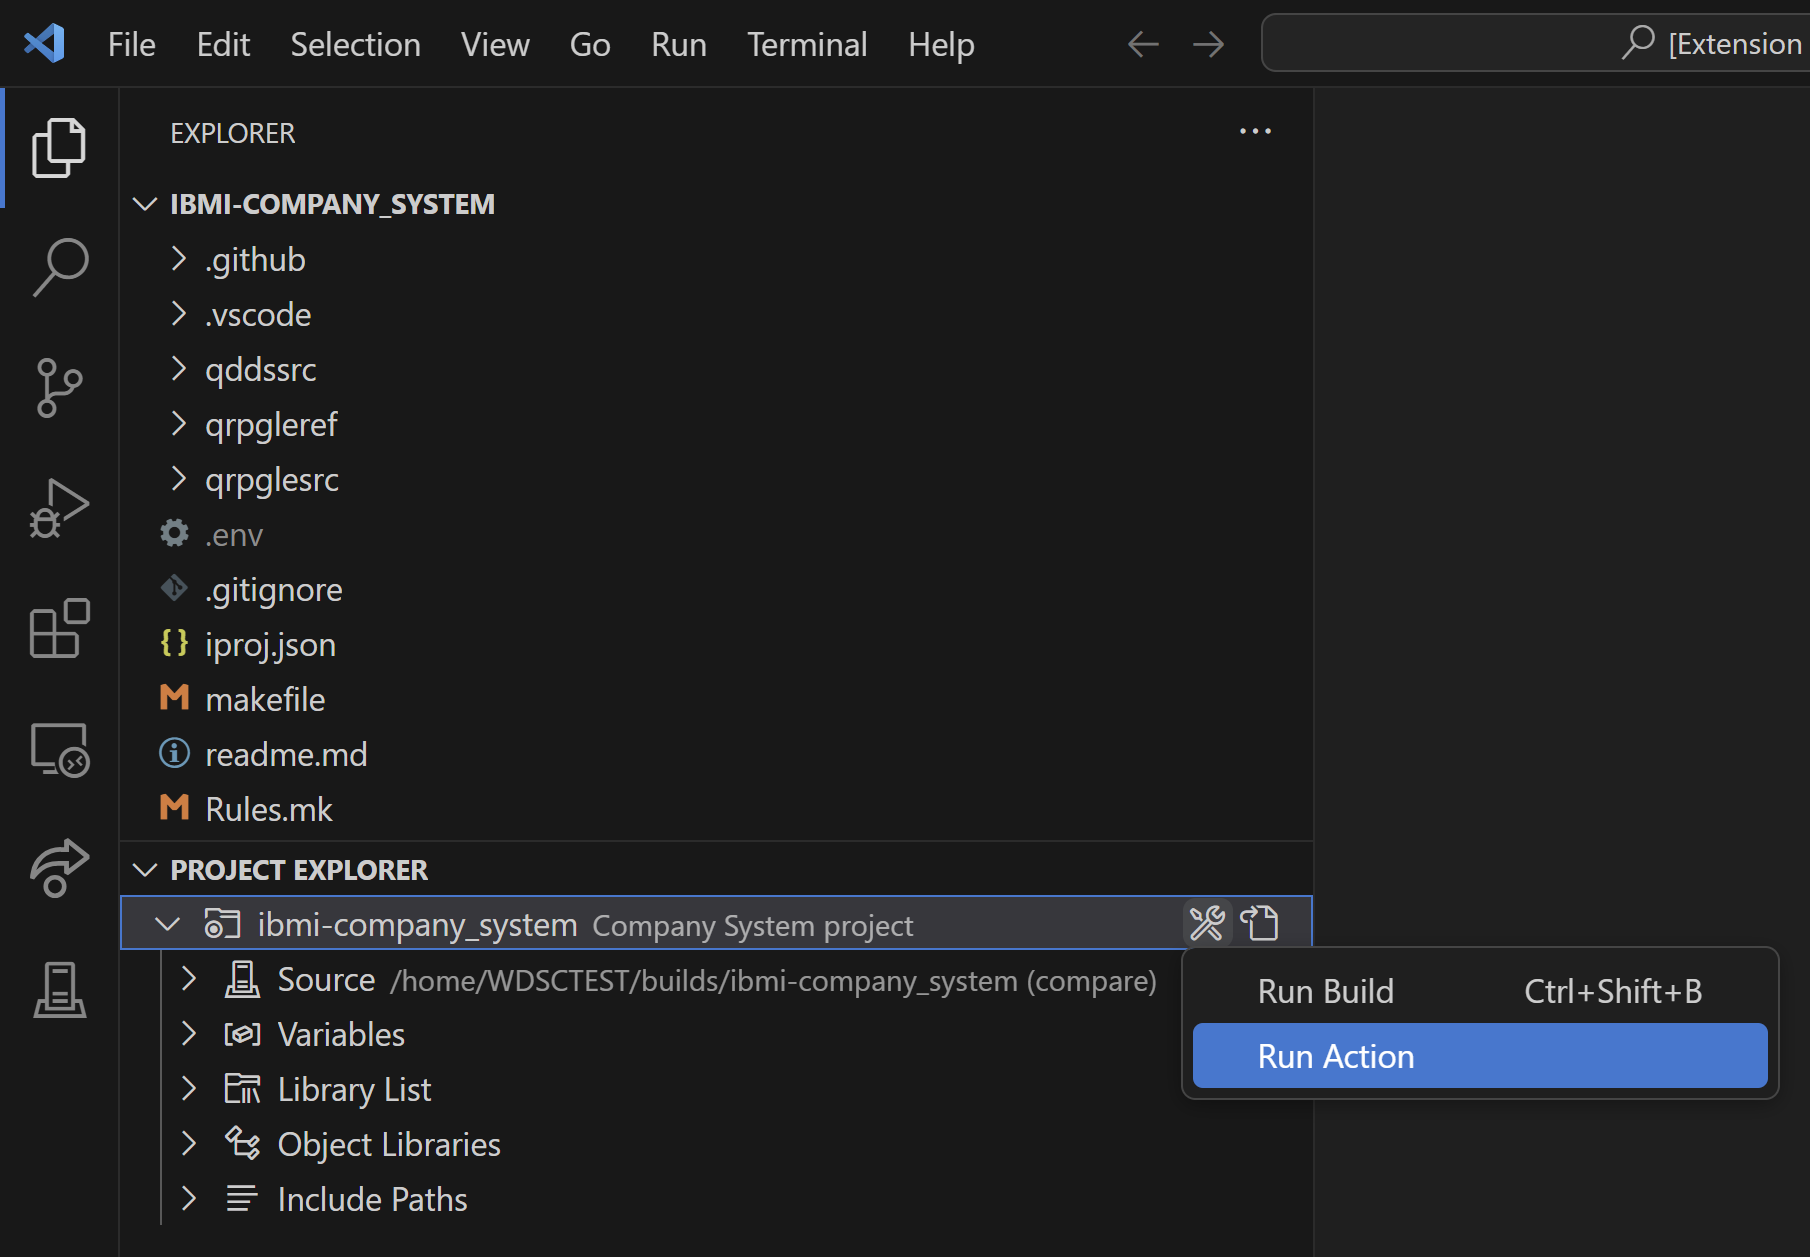 File Edit Selection View Go Run Terminal Help [Extension
EXPLORER
IBMI-COMPANY_SYSTEM
.github
.vscode
qddssrc
qrpgleref
qrpglesrc
.env
.gitignore
iproj.json
makefile
readme.md
Rules.mk
PROJECT EXPLORER
ibmi-company_system Company System project
Source /home/WDSCTEST/builds/ibmi-company_system (compare)
Run Build Ctrl+Shift+B
Variables
Run Action
Library List
Object Libraries
Include Paths